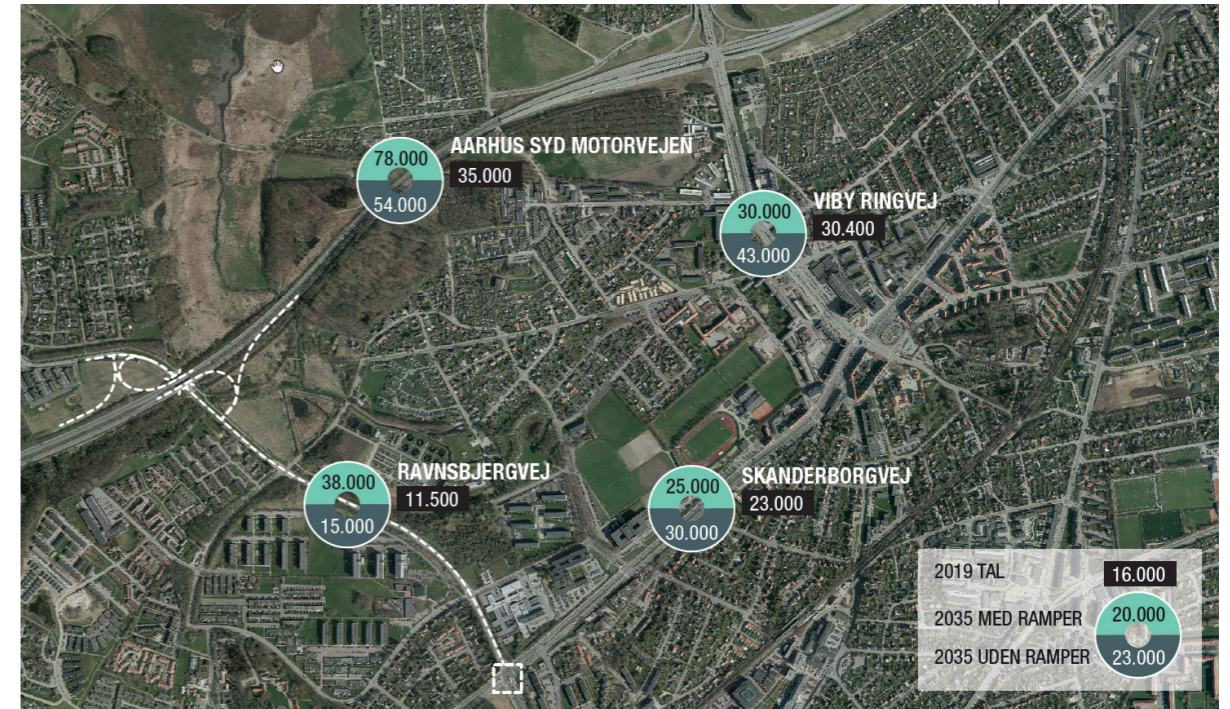 78.000
54.000
AARHUS SYD MOTORVEJEN
35.000
30.000
43.000
VIBY RINGVEJ
30.400
38.000
15.000
RAVNSBJERGVEJ
11.500
25.000
30.000
SKANDERBORGVEJ
23.000
2019 TAL
16.000
2035 MED RAMPER
20.000
2035 UDEN RAMPER
23.000